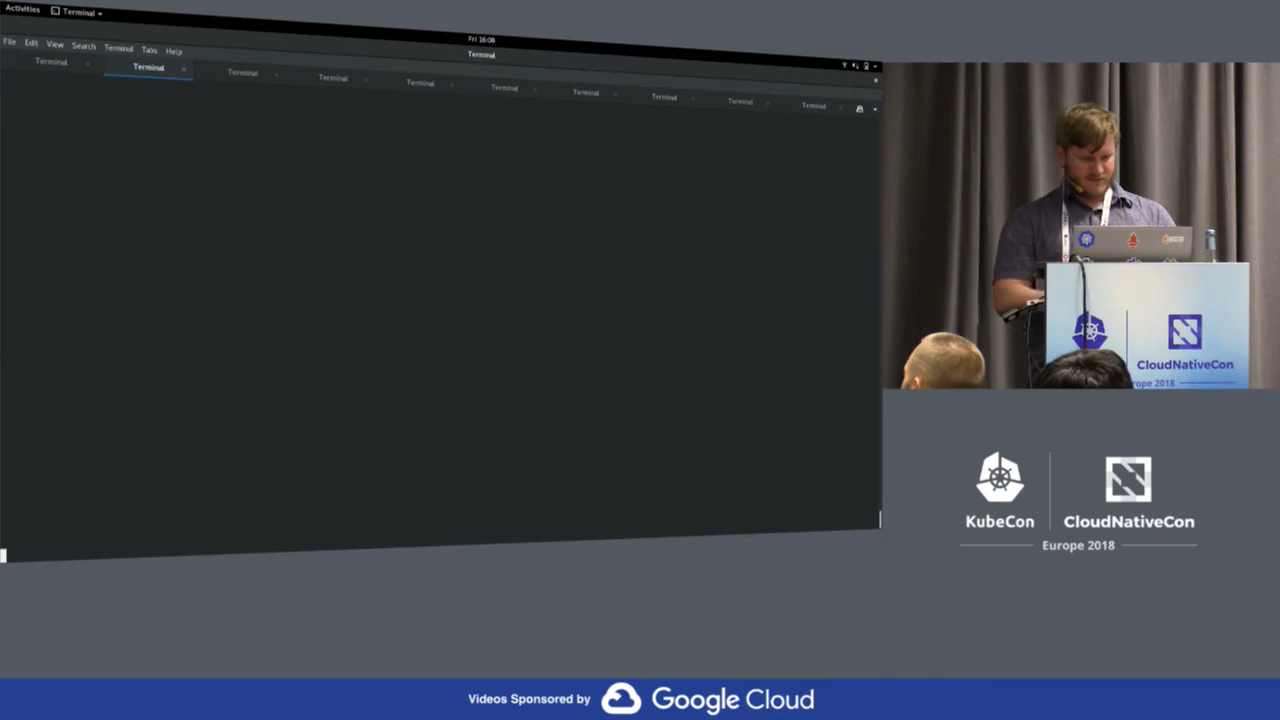 Activities Terminal
Fri 16:08
Terminal
File Edit View Search Terminal Tabs Help
Terminal Terminal Terminal Terminal Terminal Terminal Terminal Terminal Terminal Terminal
CloudNativeCon
rope 2018
KubeCon CloudNativeCon
Europe 2018
Videos Sponsored by Google Cloud